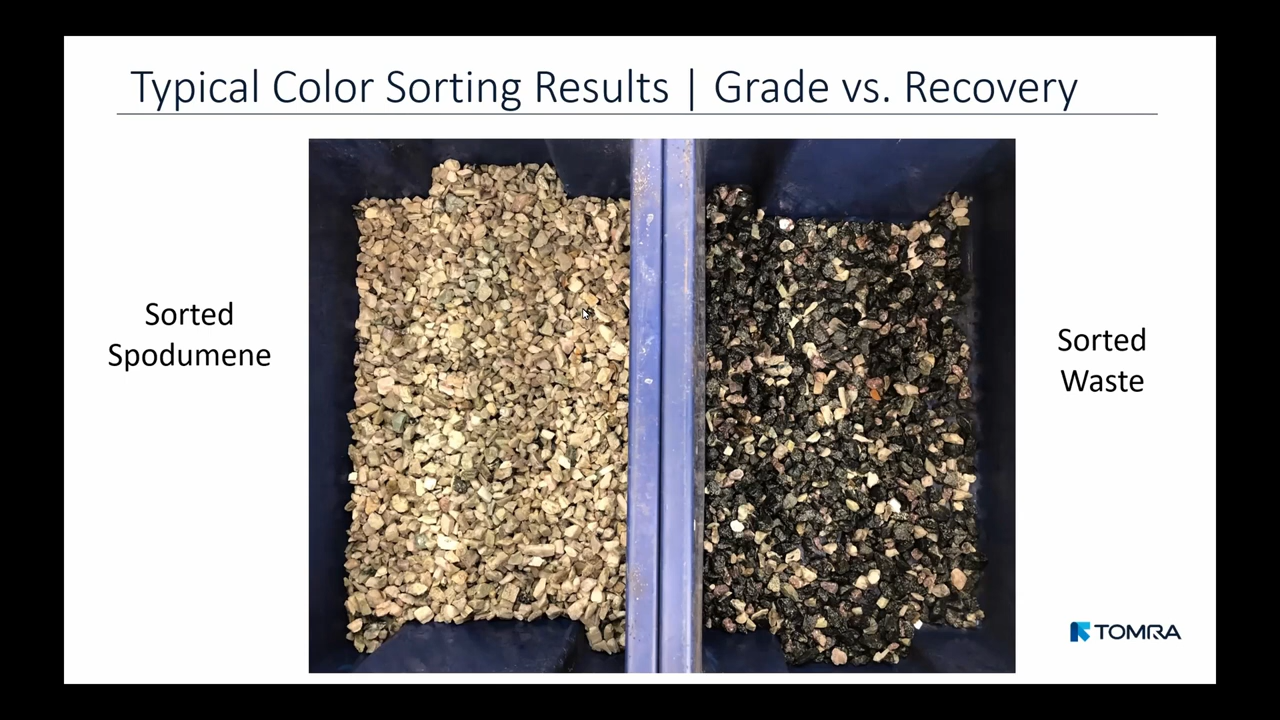 Typical Color Sorting Results | Grade vs. Recovery
Sorted
Spodumene
Sorted
Waste
TOMRA